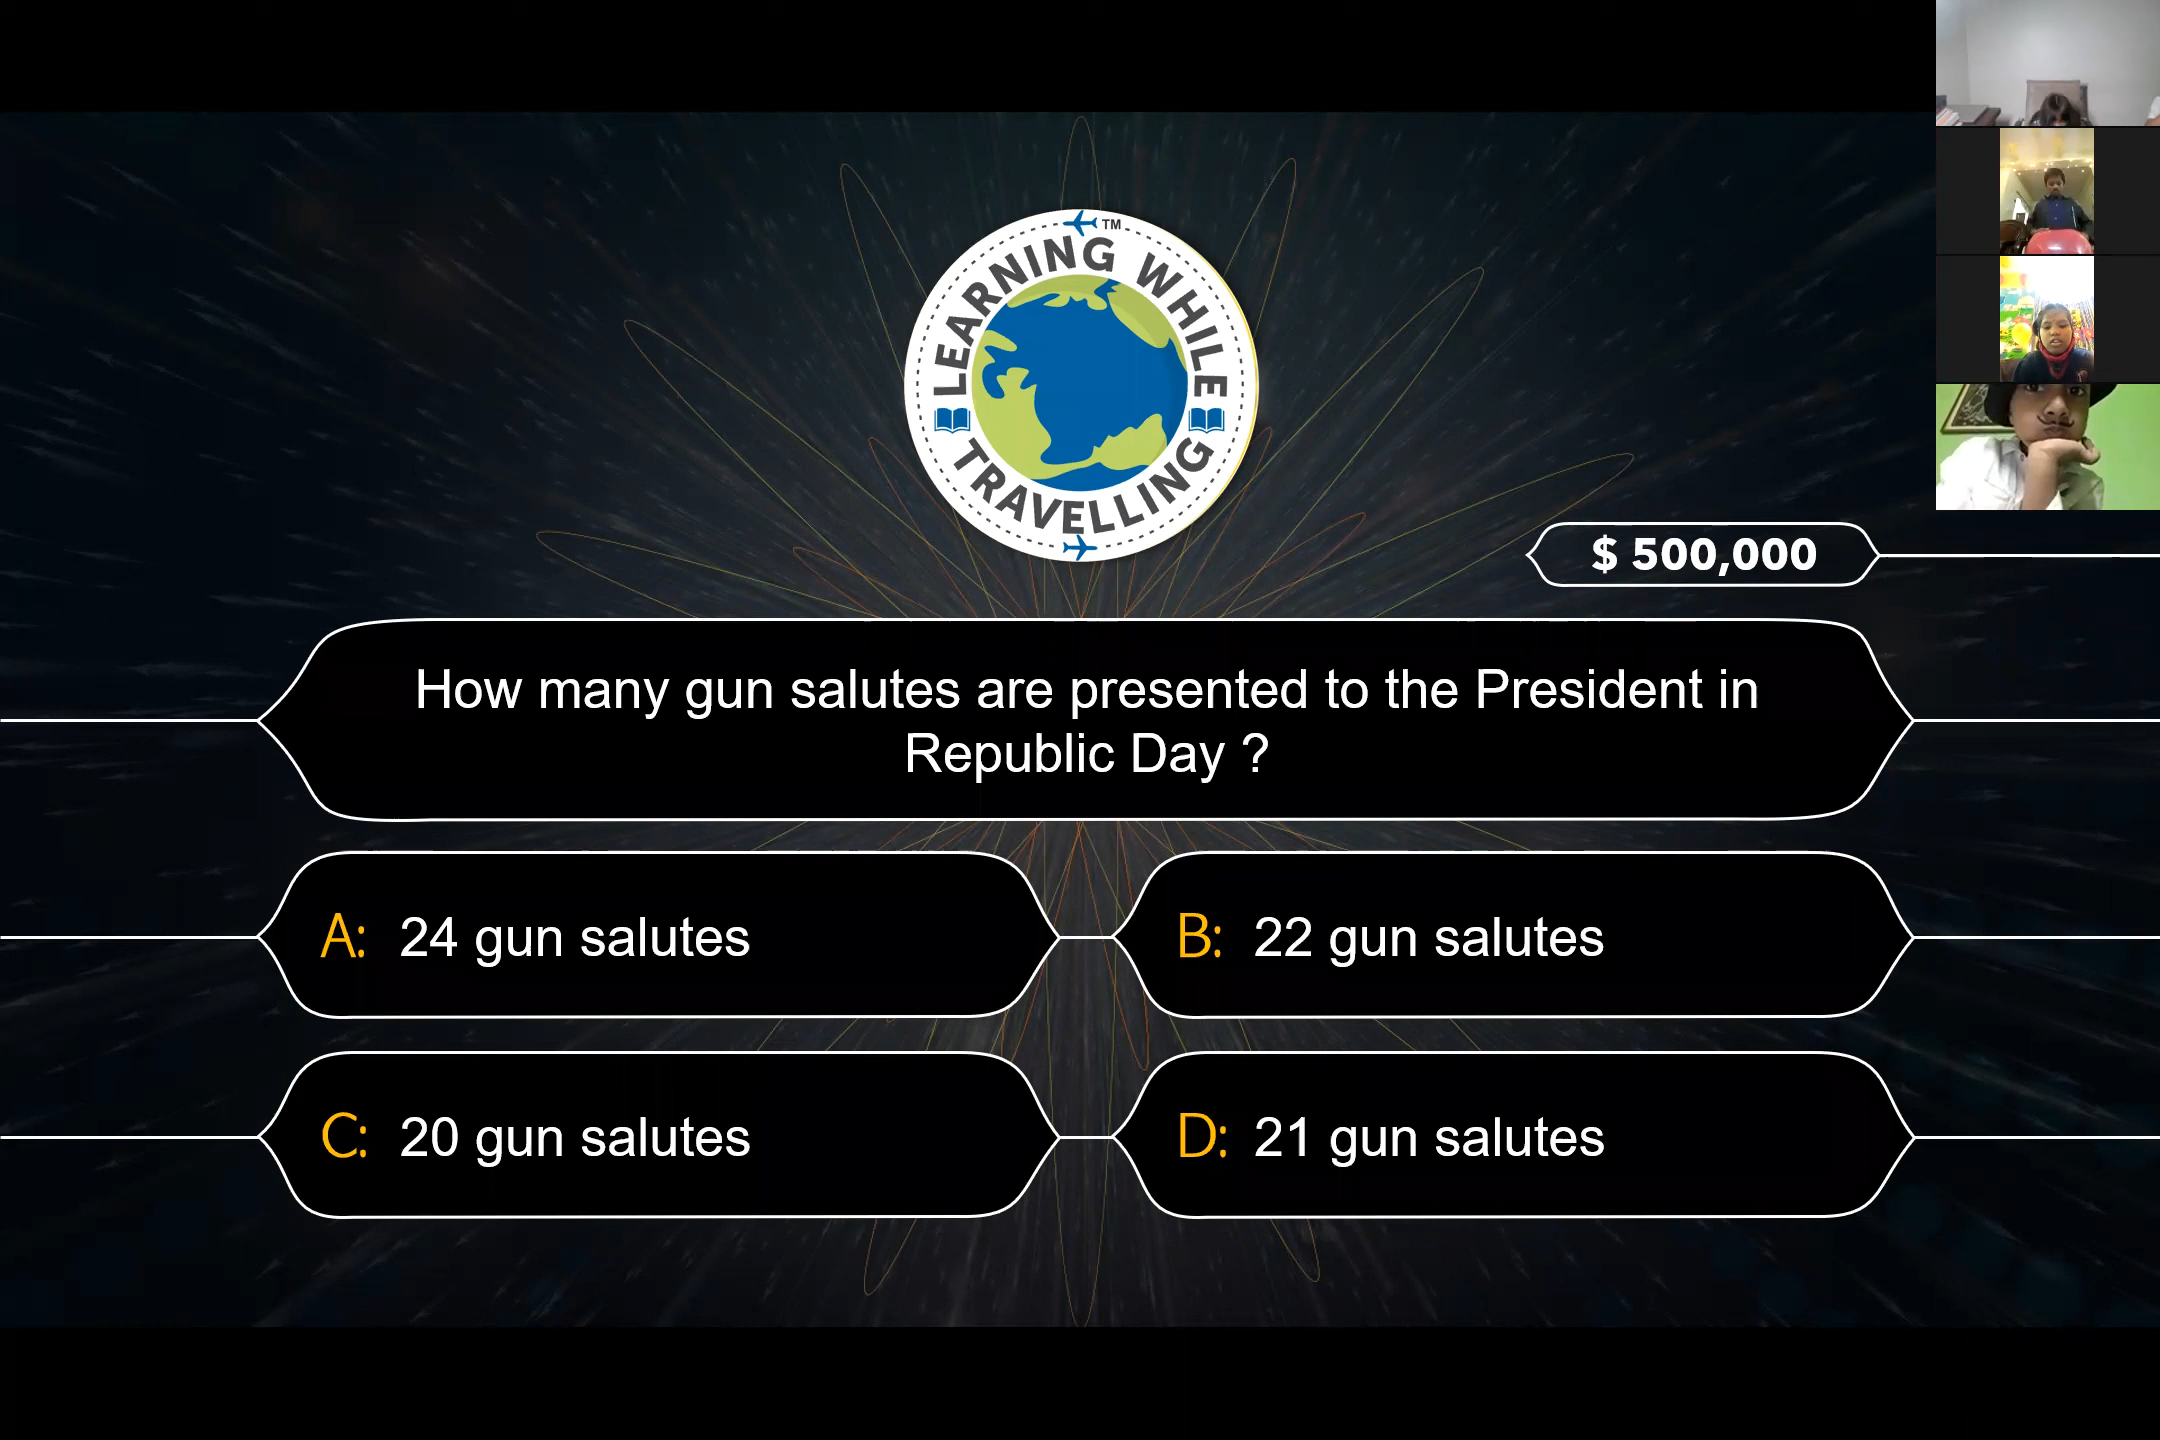 LEARNING WHILE
TRAVELLING
TM
$ 500,000
How many gun salutes are presented to the President in
Republic Day ?
A: 24 gun salutes
B: 22 gun salutes
C: 20 gun salutes
D: 21 gun salutes